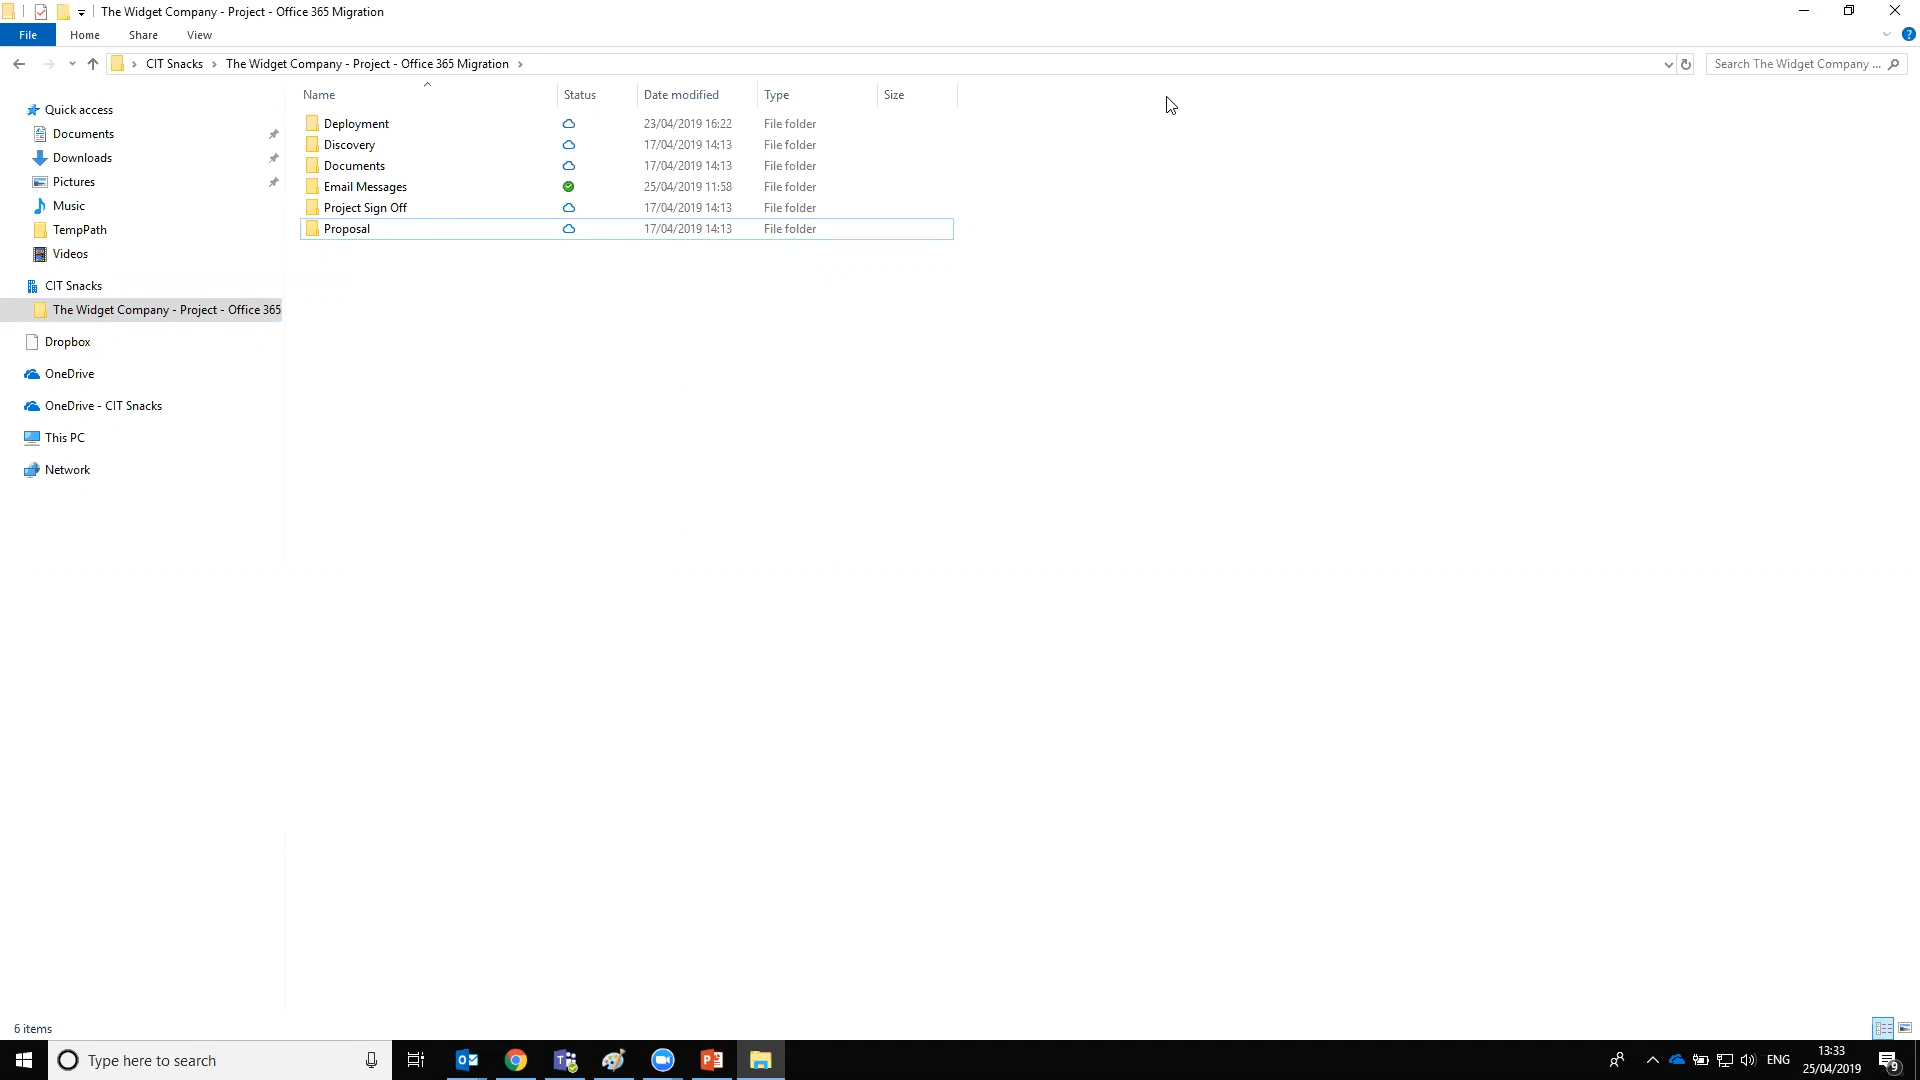 The Widget Company - Project - Office 365 Migration
File Home Share View
CIT Snacks The Widget Company - Project - Office 365 Migration
Search The Widget Company ...
Name Status Date modified Type Size
Quick access
Documents
Downloads
Pictures
Music
TempPath
Videos
CIT Snacks
The Widget Company - Project - Office 365
Dropbox
OneDrive
OneDrive - CIT Snacks
This PC
Network
Deployment 23/04/2019 16:22 File folder
Discovery 17/04/2019 14:13 File folder
Documents 17/04/2019 14:13 File folder
Email Messages 25/04/2019 11:58 File folder
Project Sign Off 17/04/2019 14:13 File folder
Proposal 17/04/2019 14:13 File folder
6 items
Type here to search
ENG
13:33
25/04/2019
9